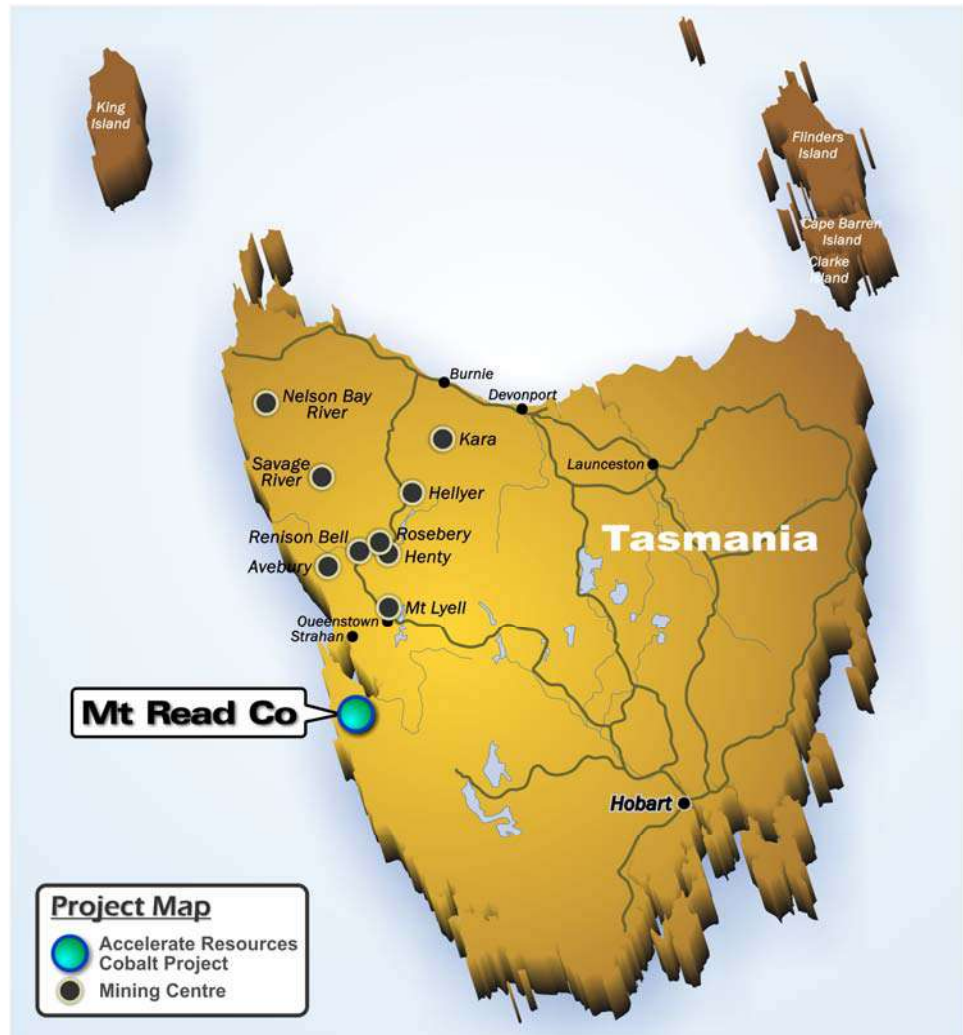 King
Island
Flinders
Island
Cape Barren
Island
Clarke
Island
Burnie
Devonport
Nelson Bay
River
Kara
Launceston
Savage
River
Hellyer
Tasmania
Renison Bell
Rosebery
Henty
Avebury
Mt Lyell
Queenstown
Strahan
Mt Read Co
Hobart
Project Map
Accelerate Resources
Cobalt Project
Mining Centre